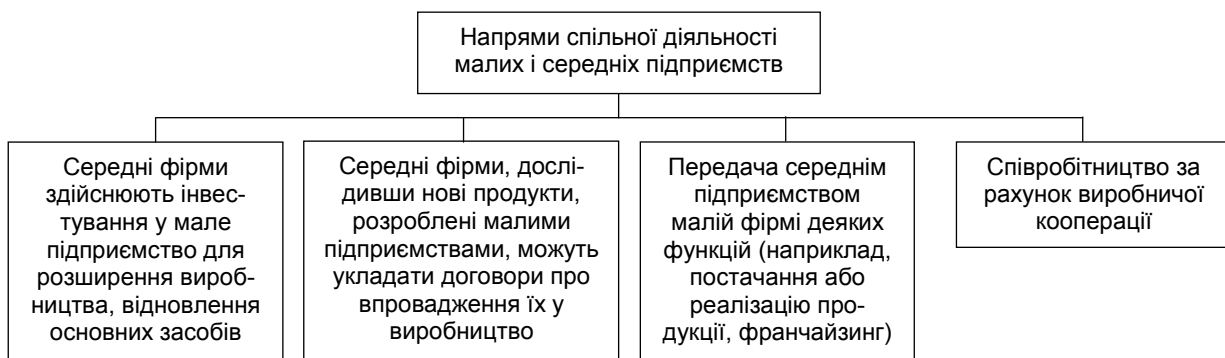 Напрями спільної діяльності
малих і середніх підприємств
Середні фірми
здійснюють інвес-
тування у мале
підприємство для
розширення вироб-
ництва, відновлення
основних засобів
Середні фірми, дослі-
дивши нові продукти,
розроблені малими
підприємствами, можуть
укладати договори про
впровадження їх у
виробництво
Передача середнім
підприємством
малій фірмі деяких
функцій (наприклад,
постачання або
реалізацію про-
дукції, франчайзинг)
Співробітництво за
рахунок виробничої
кооперації